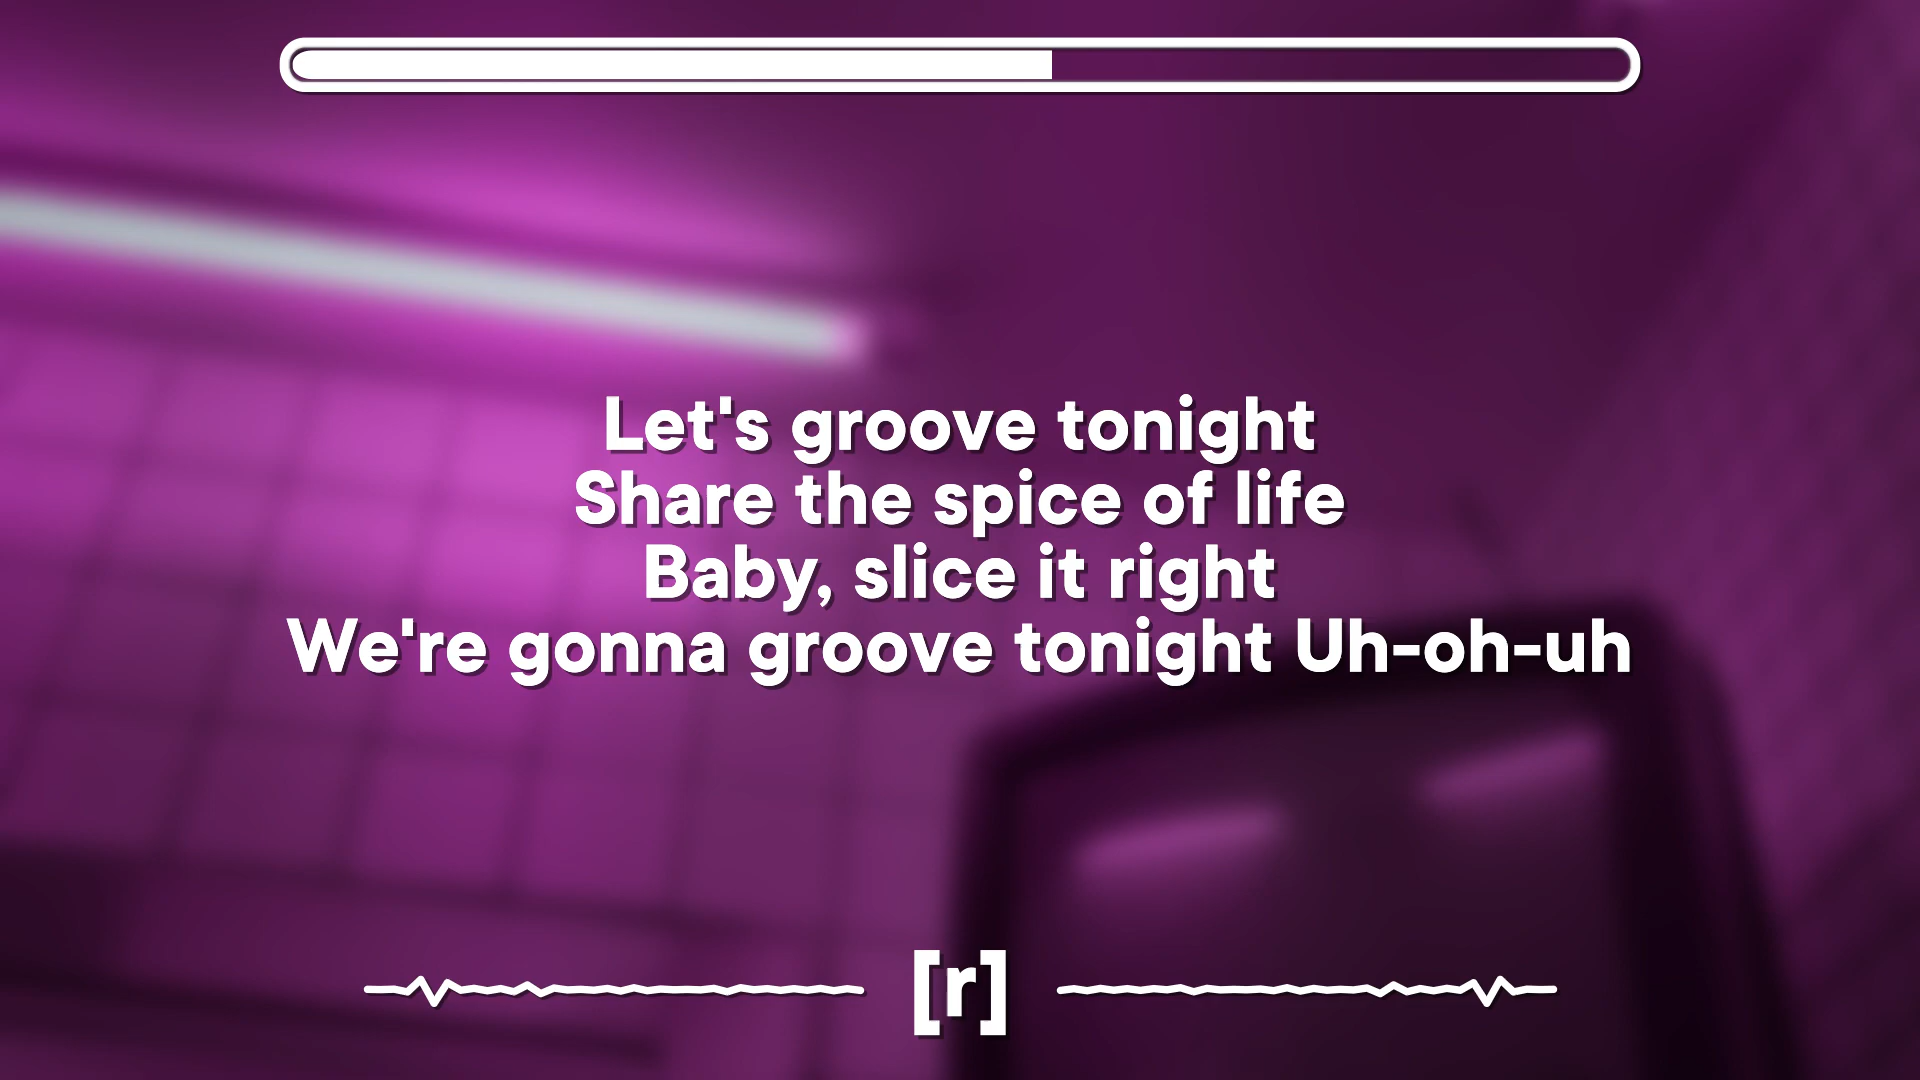 Let's groove tonight
Share the spice of life
Baby, slice it right
We're gonna groove tonight Uh-oh-uh
[r]